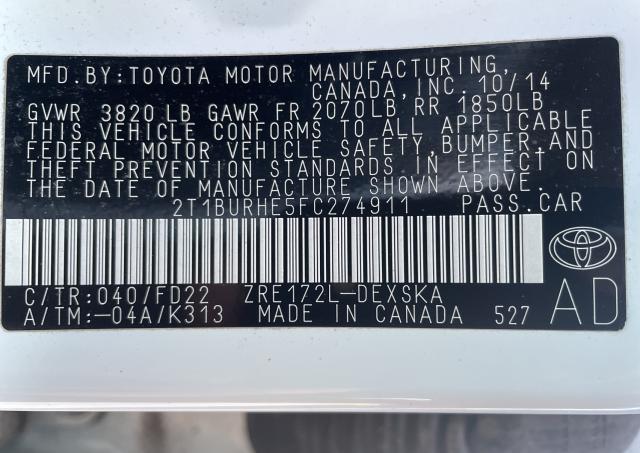 MFD.BY:TOYOTA MOTOR MANUFACTURING,
CANADA, INC. 10/14
GVWR 3820 LB GAWR FR 2070LB, RR 1850LB
THIS VEHICLE CONFORMS TO ALL APPLICABLE
FEDERAL MOTOR VEHICLE SAFETY, BUMPER, AND
THEFT PREVENTION STANDARDS IN EFFECT ON
THE DATE OF MANUFACTURE SHOWN ABOVE.
2T1BURHE5FC274911 PASS.CAR
C/TR:040/FD22 ZRE172L-DEXSKA
A/TM:-04A/K313 MADE IN CANADA 527
AD